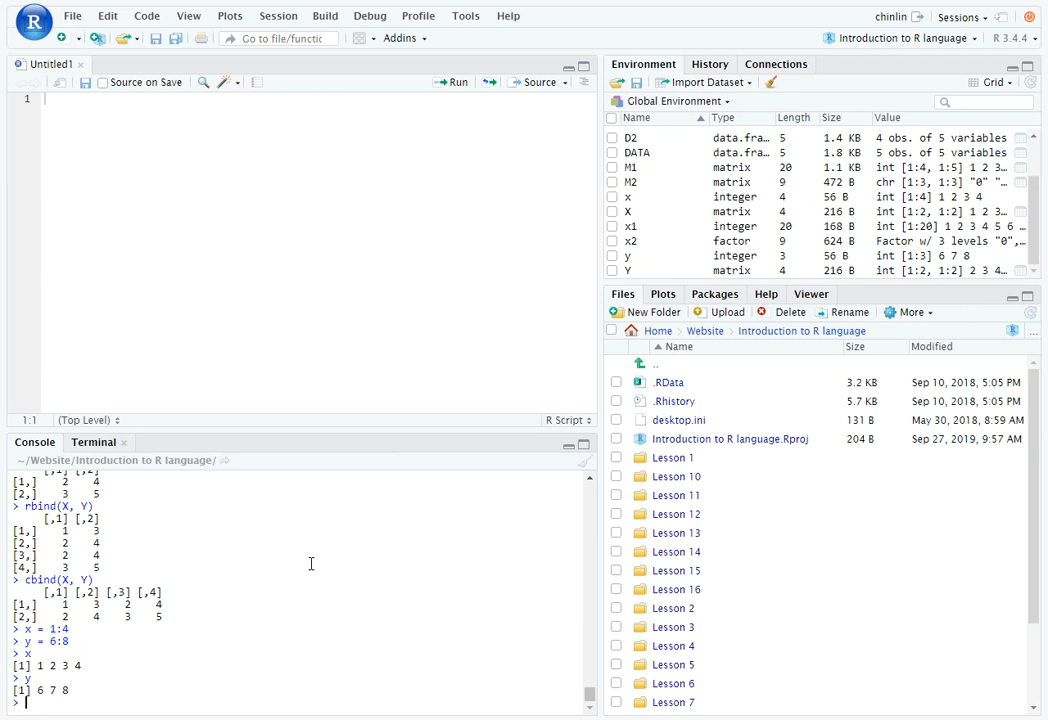 File Edit Code View Plots Session Build Debug Profile Tools Help chinlin Sessions
Go to file/functic Addins Introduction to R language R 3.4.4
Untitled1
Source on Save Run Source
1
1:1 (Top Level) R Script
Console Terminal
~/Website/Introduction to R language/
[,1] [,2]
[1,] 2 4
[2,] 3 5
> rbind(X, Y)
[,1] [,2]
[1,] 1 3
[2,] 2 4
[3,] 2 4
[4,] 3 5
> cbind(X, Y)
[,1] [,2] [,3] [,4]
[1,] 1 3 2 4
[2,] 2 4 3 5
> x = 1:4
> y = 6:8
> x
[1] 1 2 3 4
> y
[1] 6 7 8
>
Environment History Connections
Import Dataset Grid
Global Environment
Name Type Length Size Value
D2 data.fra… 5 1.4 KB 4 obs. of 5 variables
DATA data.fra… 5 1.8 KB 5 obs. of 5 variables
M1 matrix 20 1.1 KB int [1:4, 1:5] 1 2 3…
M2 matrix 9 472 B chr [1:3, 1:3] "0" "…
x integer 4 56 B int [1:4] 1 2 3 4
X matrix 4 216 B int [1:2, 1:2] 1 2 3…
x1 integer 20 168 B int [1:20] 1 2 3 4 5 6 …
x2 factor 9 624 B Factor w/ 3 levels "0",…
y integer 3 56 B int [1:3] 6 7 8
Y matrix 4 216 B int [1:2, 1:2] 2 3 4…
Files Plots Packages Help Viewer
New Folder Upload Delete Rename More
Home Website Introduction to R language ...
Name Size Modified
..
.RData 3.2 KB Sep 10, 2018, 5:05 PM
.Rhistory 5.7 KB Sep 10, 2018, 5:05 PM
desktop.ini 131 B May 30, 2018, 8:59 AM
Introduction to R language.Rproj 204 B Sep 27, 2019, 9:57 AM
Lesson 1
Lesson 10
Lesson 11
Lesson 12
Lesson 13
Lesson 14
Lesson 15
Lesson 16
Lesson 2
Lesson 3
Lesson 4
Lesson 5
Lesson 6
Lesson 7